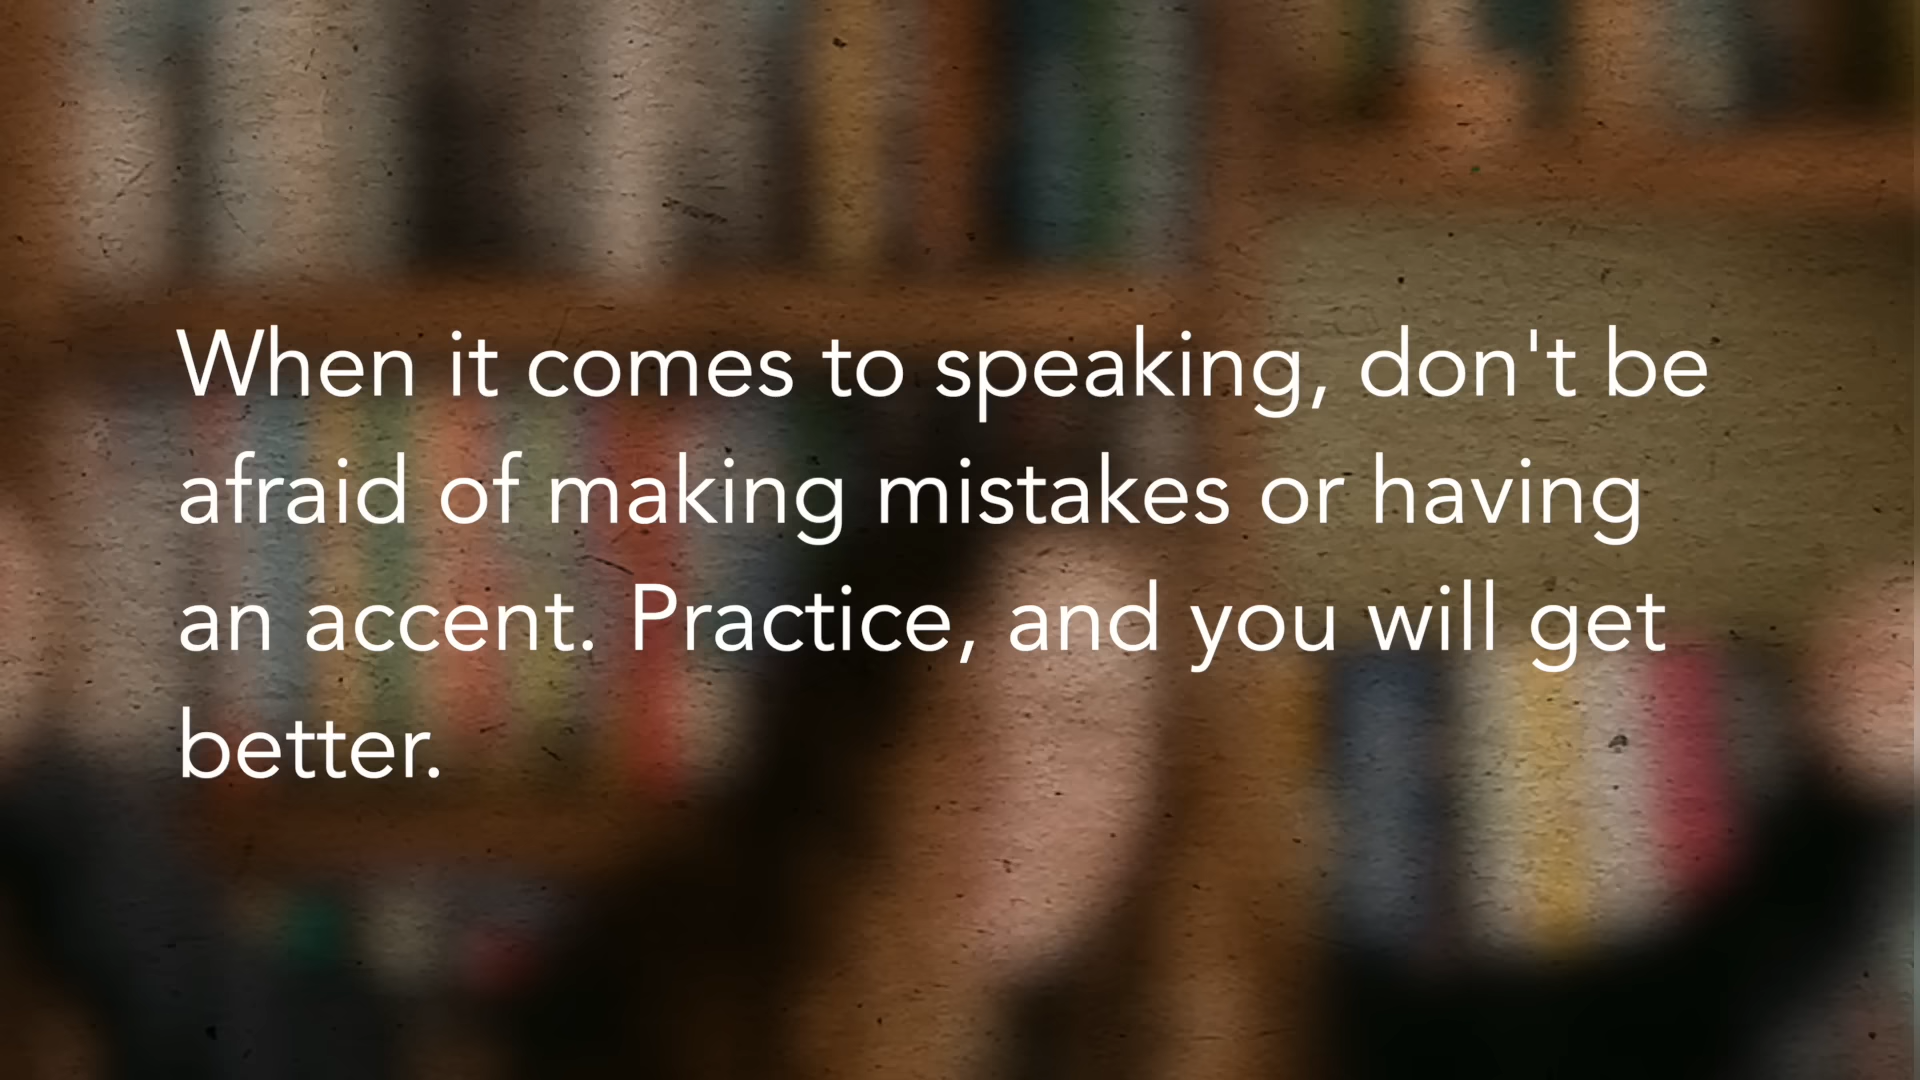 When it comes to speaking, don't be
afraid of making mistakes or having
an accent. Practice, and you will get
better.